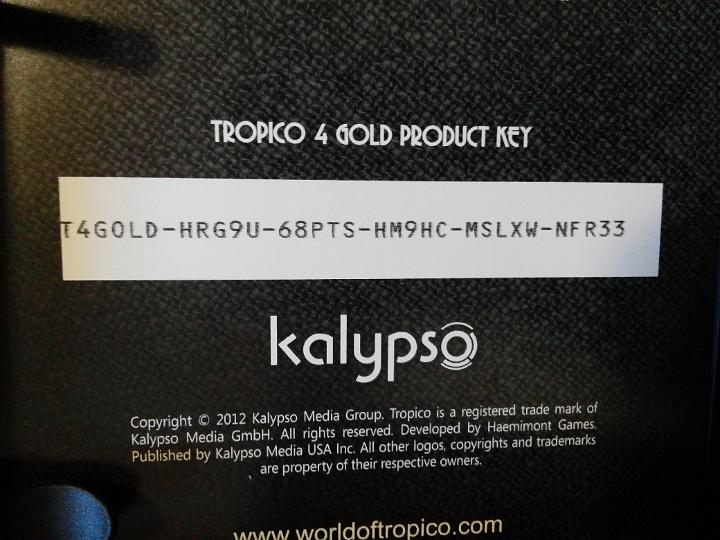 TROPICO 4 GOLD PRODUCT KEY
T4GOLD-HRG9U-68PTS-HM9HC-MSLXW-NFR33
kalypso
Copyright © 2012 Kalypso Media Group. Tropico is a registered trade mark of
Kalypso Media GmbH. All rights reserved. Developed by Haemimont Games.
Published by Kalypso Media USA Inc. All other logos, copyrights and trademarks
are property of their respective owners.
www.worldoftropico.com